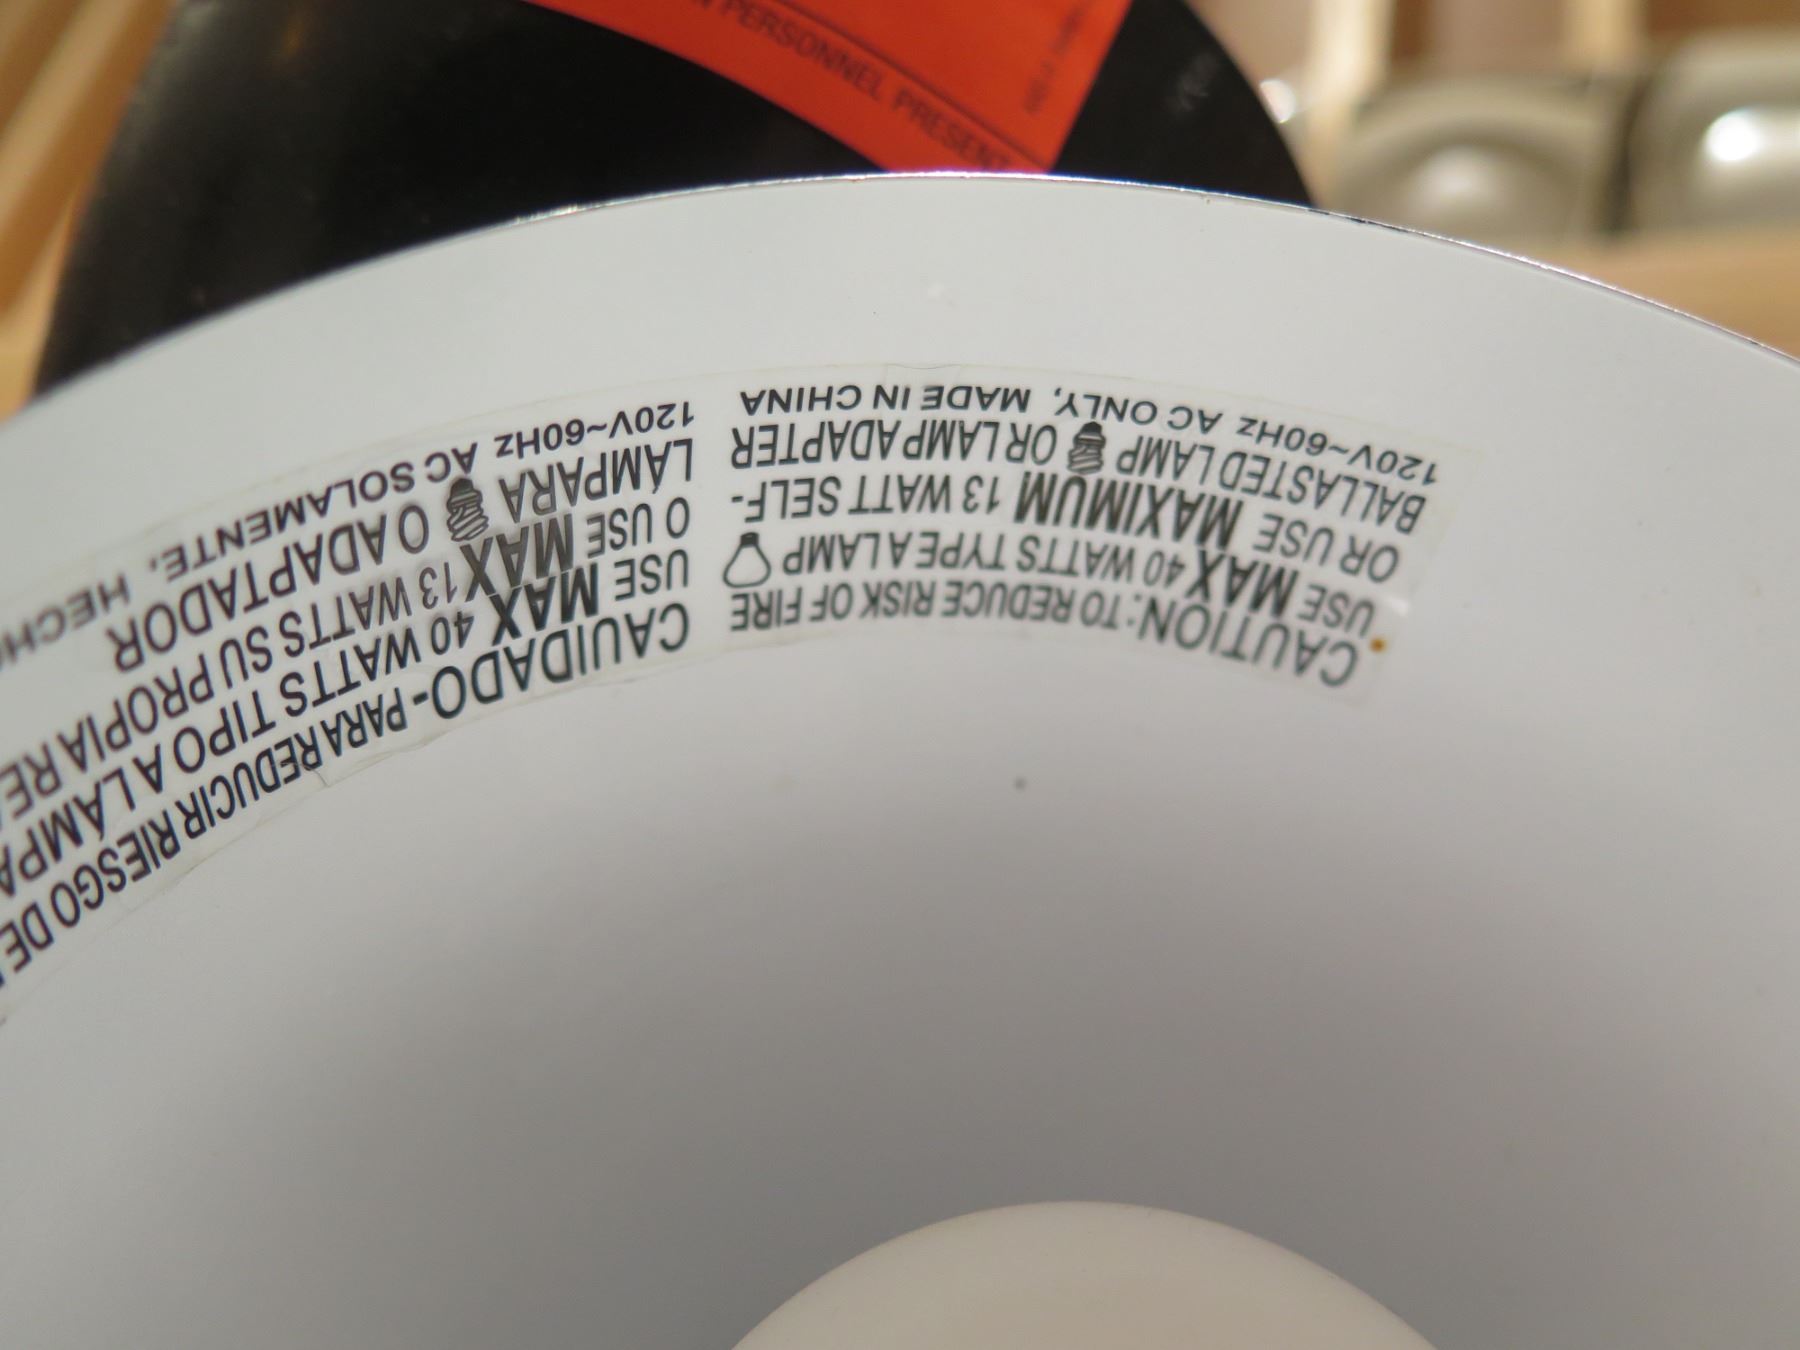 CAUTION:TO REDUCE RISK OF FIRE
USE MAX 40 WATTS TYPE A LAMP
OR USE MAXIMUM 13 WATT SELF-
BALLASTED LAMP OR LAMP ADAPTER
120V~60Hz AC ONLY, MADE IN CHINA
CAUIDADO-PARA REDUCIR RIESGO DE
USE MAX 40 WATTS TIPO A
O USE MAX 13 WATTS SU PROPIA
LÁMPARA O ADAPTADOR
120V~60Hz AC SOLAMENTE.
PERSONNEL PRESENT